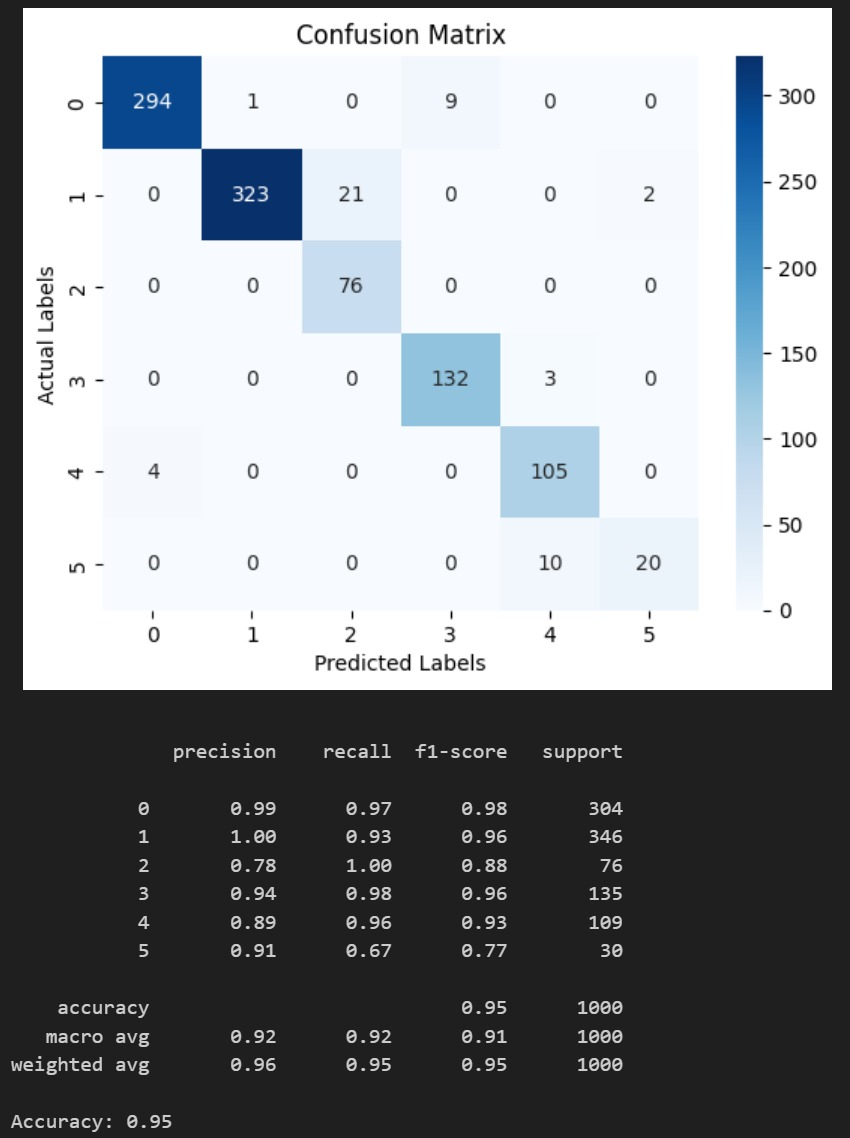 Confusion Matrix
0 294 1 0 9 0 0
1 0 323 21 0 0 2
2 0 0 76 0 0 0
3 0 0 0 132 3 0
4 4 0 0 0 105 0
5 0 0 0 0 10 20
0 1 2 3 4 5
Predicted Labels
Actual Labels
300
250
200
150
100
50
0
precision recall f1-score support
0 0.99 0.97 0.98 304
1 1.00 0.93 0.96 346
2 0.78 1.00 0.88 76
3 0.94 0.98 0.96 135
4 0.89 0.96 0.93 109
5 0.91 0.67 0.77 30
accuracy 0.95 1000
macro avg 0.92 0.92 0.91 1000
weighted avg 0.96 0.95 0.95 1000
Accuracy: 0.95